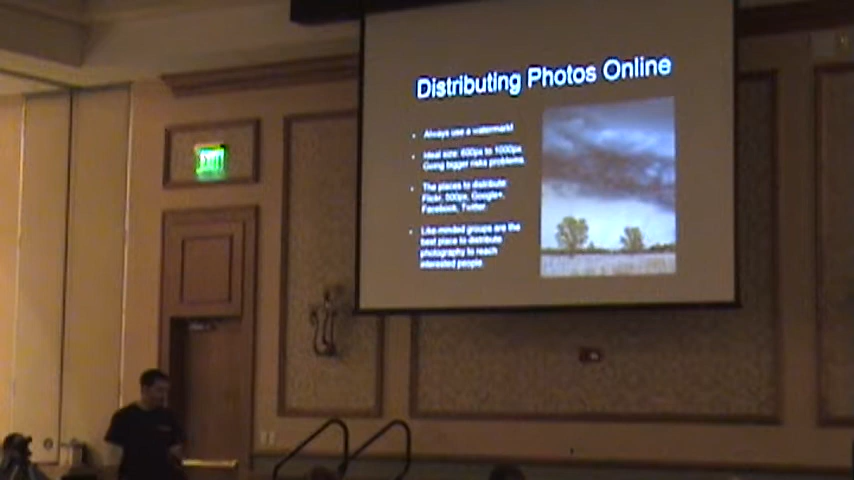 Distributing Photos Online
EXIT
• Always use a watermark!
• Ideal size: 600px to 1000px
Going bigger risks problems.
• The places to distribute:
Flickr, 500px, Google+,
Facebook, Twitter
• Like-minded groups are the
best place to distribute
photography to reach
interested people